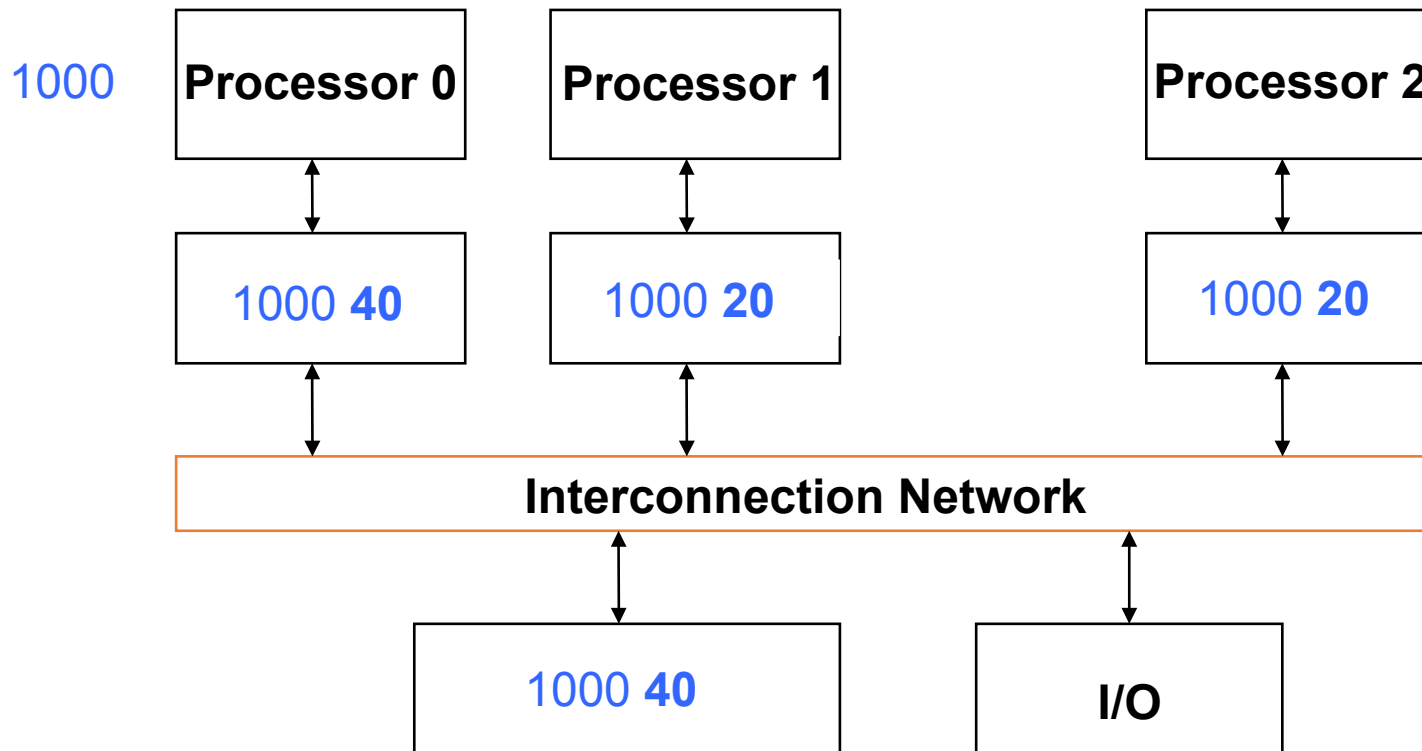 1000
Processor 0
Processor 1
Processor 2
1000 40
1000 20
1000 20
Interconnection Network
1000 40
I/O